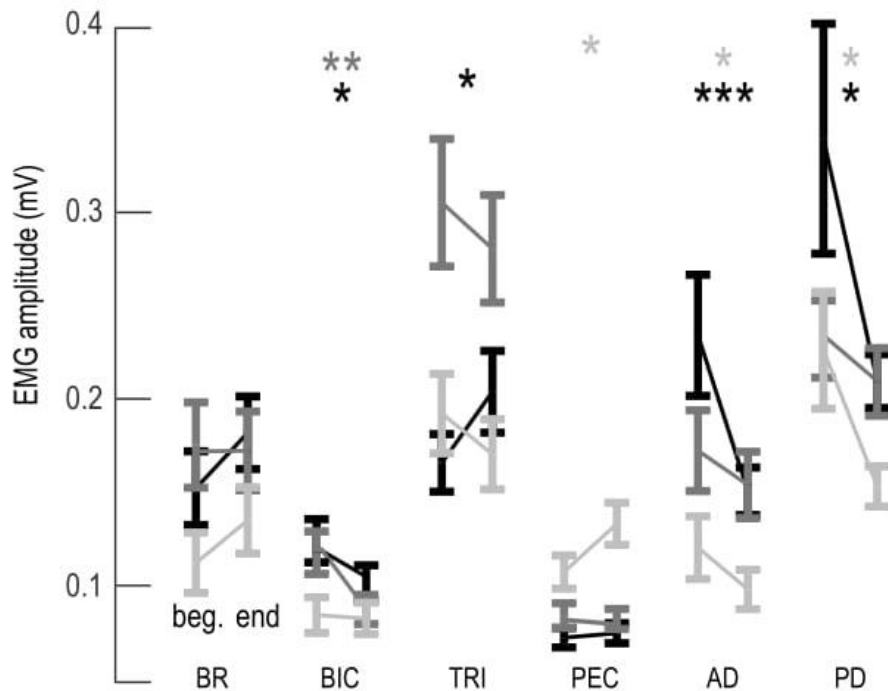 0.4
** * * * *
* *** *
0.3
EMG amplitude (mV)
0.2
0.1
beg. end
BR BIC TRI PEC AD PD